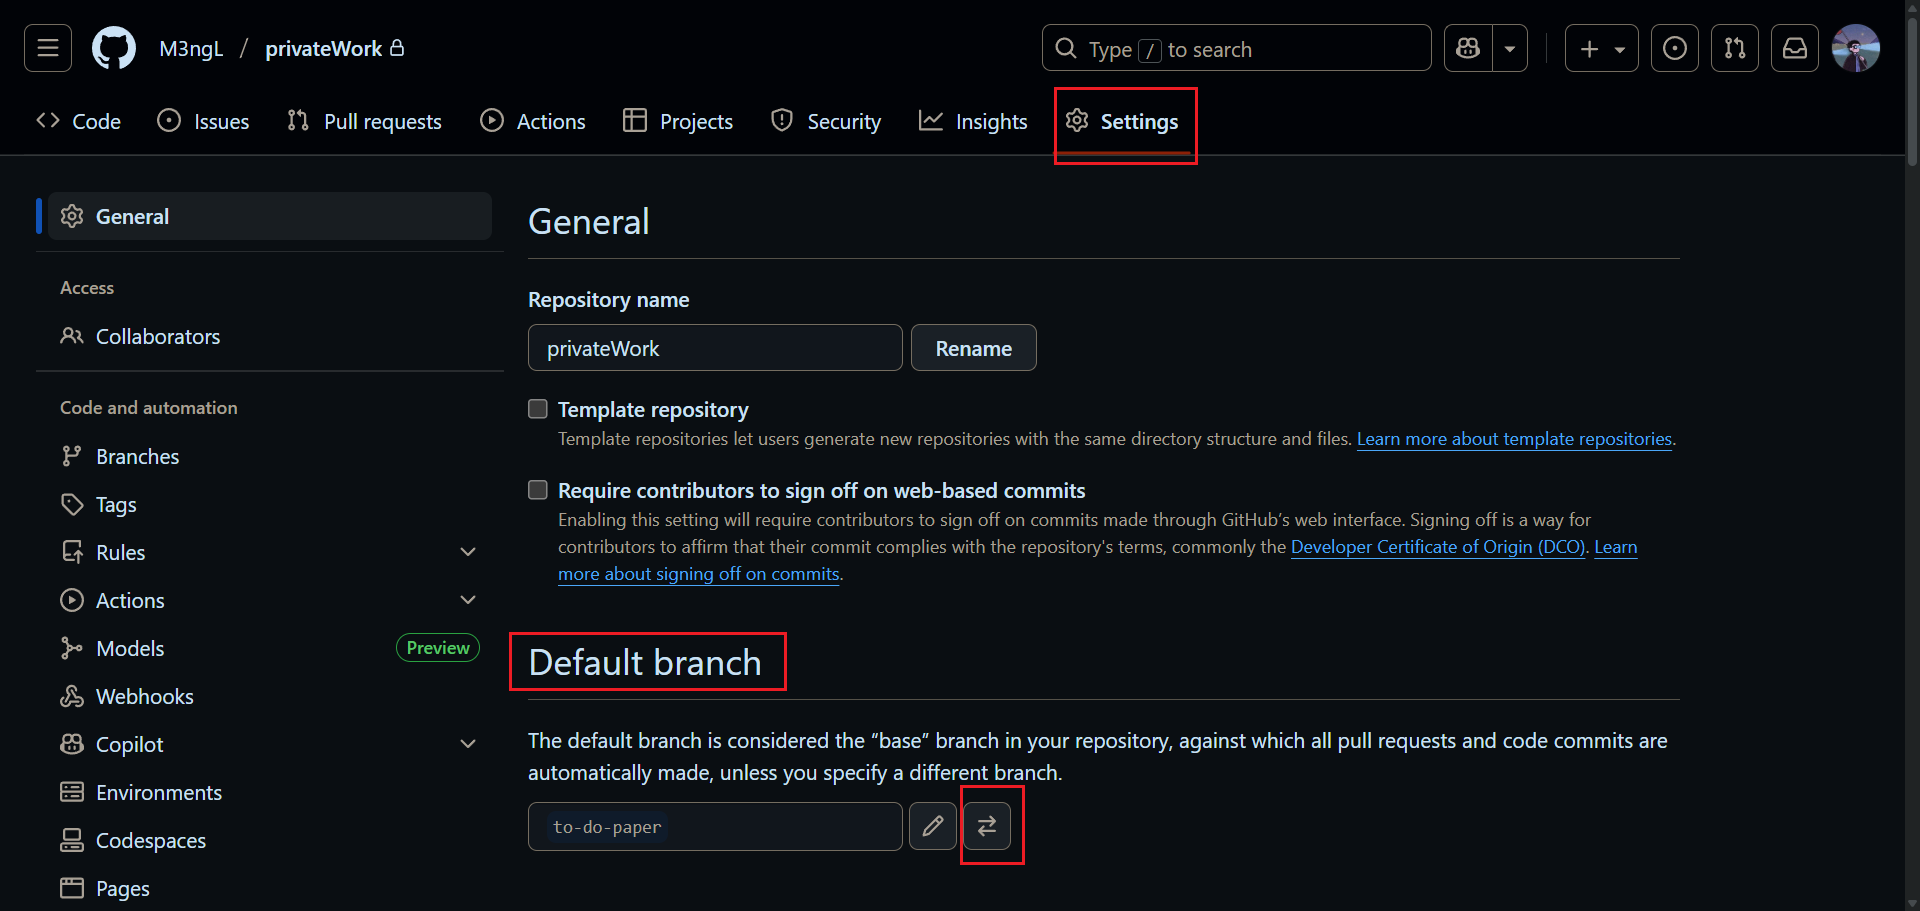 M3ngL / privateWork
Type / to search
Code Issues Pull requests Actions Projects Security Insights Settings
General
Access
Collaborators
Code and automation
Branches
Tags
Rules
Actions
Models Preview
Webhooks
Copilot
Environments
Codespaces
Pages
General
Repository name
privateWork Rename
Template repository
Template repositories let users generate new repositories with the same directory structure and files. Learn more about template repositories.
Require contributors to sign off on web-based commits
Enabling this setting will require contributors to sign off on commits made through GitHub’s web interface. Signing off is a way for
contributors to affirm that their commit complies with the repository's terms, commonly the Developer Certificate of Origin (DCO). Learn
more about signing off on commits.
Default branch
The default branch is considered the “base” branch in your repository, against which all pull requests and code commits are
automatically made, unless you specify a different branch.
to-do-paper